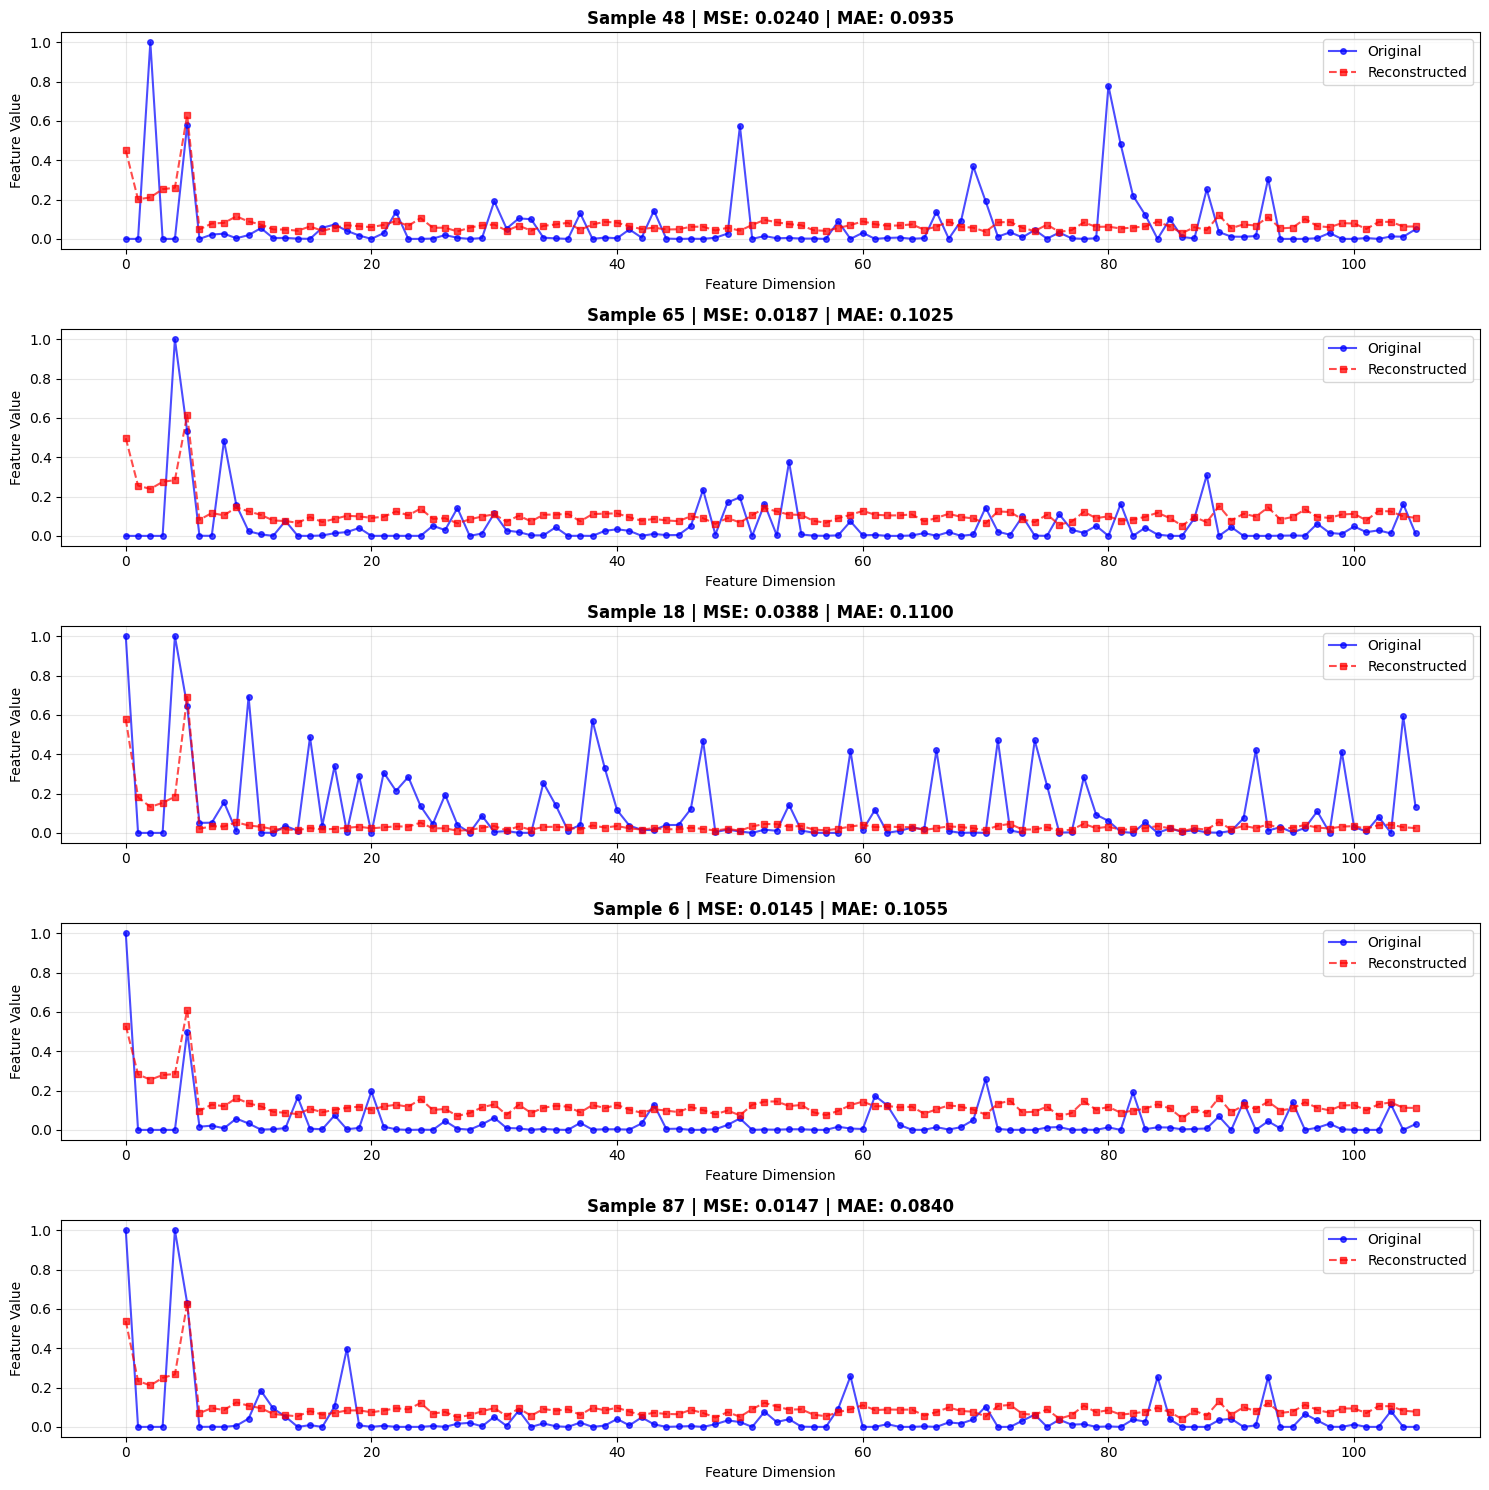 Sample 48 | MSE: 0.0240 | MAE: 0.0935
1.0
0.8
0.6
0.4
0.2
0.0
Feature Value
Original
Reconstructed
0 20 40 60 80 100
Feature Dimension
Sample 65 | MSE: 0.0187 | MAE: 0.1025
1.0
0.8
0.6
0.4
0.2
0.0
Feature Value
Original
Reconstructed
0 20 40 60 80 100
Feature Dimension
Sample 18 | MSE: 0.0388 | MAE: 0.1100
1.0
0.8
0.6
0.4
0.2
0.0
Feature Value
Original
Reconstructed
0 20 40 60 80 100
Feature Dimension
Sample 6 | MSE: 0.0145 | MAE: 0.1055
1.0
0.8
0.6
0.4
0.2
0.0
Feature Value
Original
Reconstructed
0 20 40 60 80 100
Feature Dimension
Sample 87 | MSE: 0.0147 | MAE: 0.0840
1.0
0.8
0.6
0.4
0.2
0.0
Feature Value
Original
Reconstructed
0 20 40 60 80 100
Feature Dimension